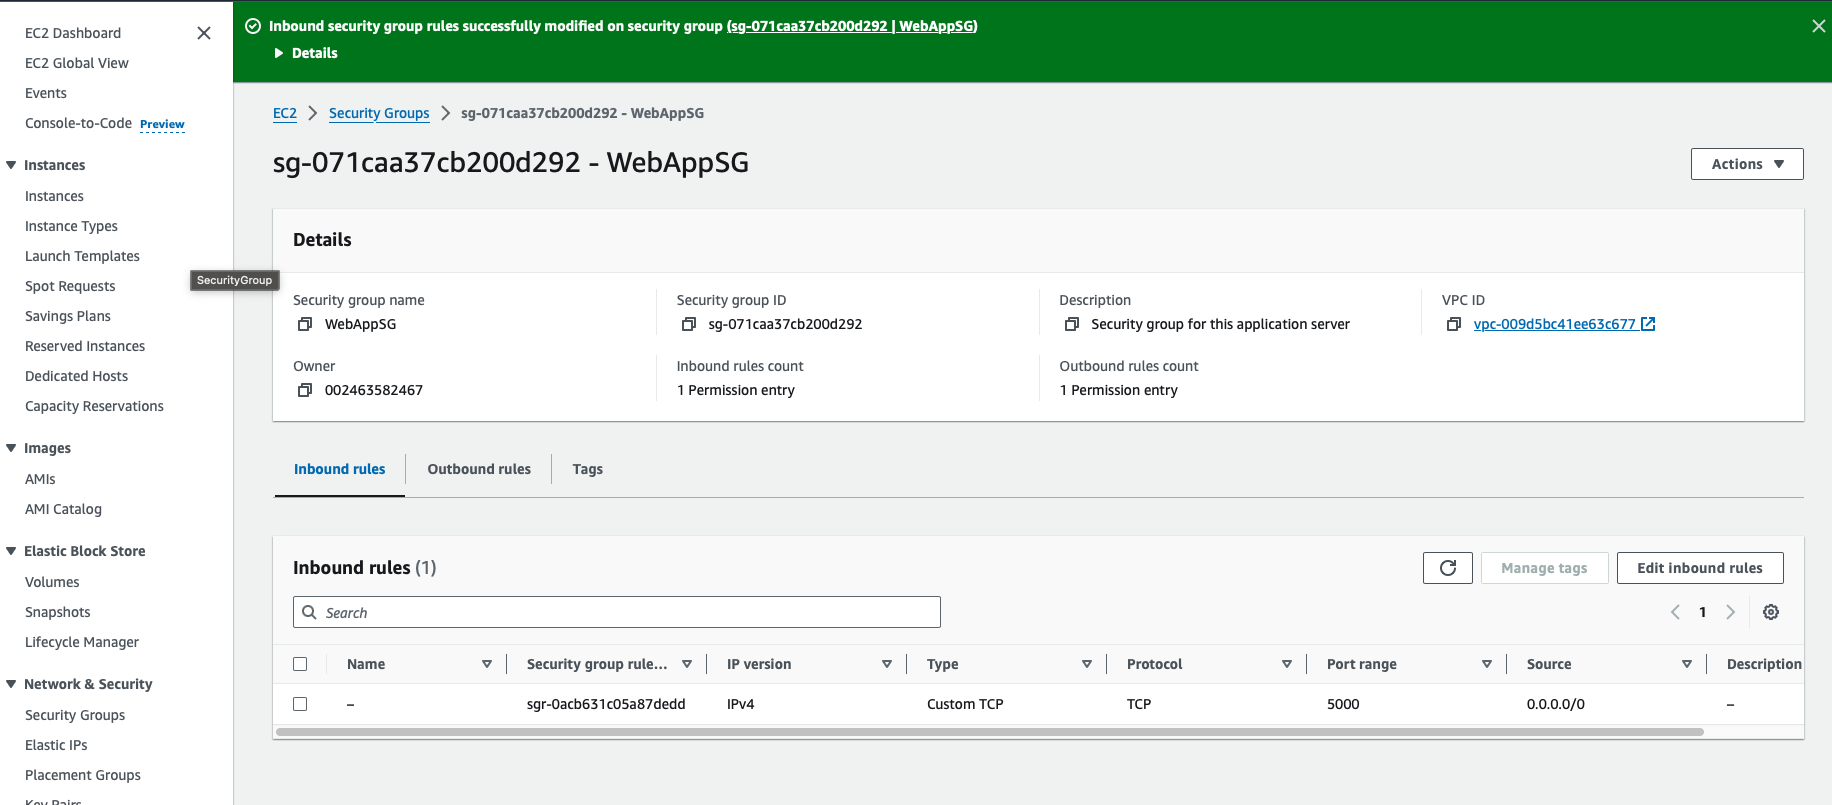 EC2 Dashboard
EC2 Global View
Events
Console-to-Code Preview
Instances
Instances
Instance Types
Launch Templates
Spot Requests
Savings Plans
Reserved Instances
Dedicated Hosts
Capacity Reservations
Images
AMIs
AMI Catalog
Elastic Block Store
Volumes
Snapshots
Lifecycle Manager
Network & Security
Security Groups
Elastic IPs
Placement Groups
Key Pairs
SecurityGroup
Inbound security group rules successfully modified on security group (sg-071caa37cb200d292 | WebAppSG)
Details
EC2 Security Groups sg-071caa37cb200d292 - WebAppSG
sg-071caa37cb200d292 - WebAppSG
Actions
Details
Security group name Security group ID Description VPC ID
WebAppSG sg-071caa37cb200d292 Security group for this application server vpc-009d5bc41ee63c677
Owner Inbound rules count Outbound rules count
002463582467 1 Permission entry 1 Permission entry
Inbound rules Outbound rules Tags
Inbound rules (1)
Manage tags Edit inbound rules
Search
1
Name Security group rule... IP version Type Protocol Port range Source Description
– sgr-0acb631c05a87dedd IPv4 Custom TCP TCP 5000 0.0.0.0/0 –